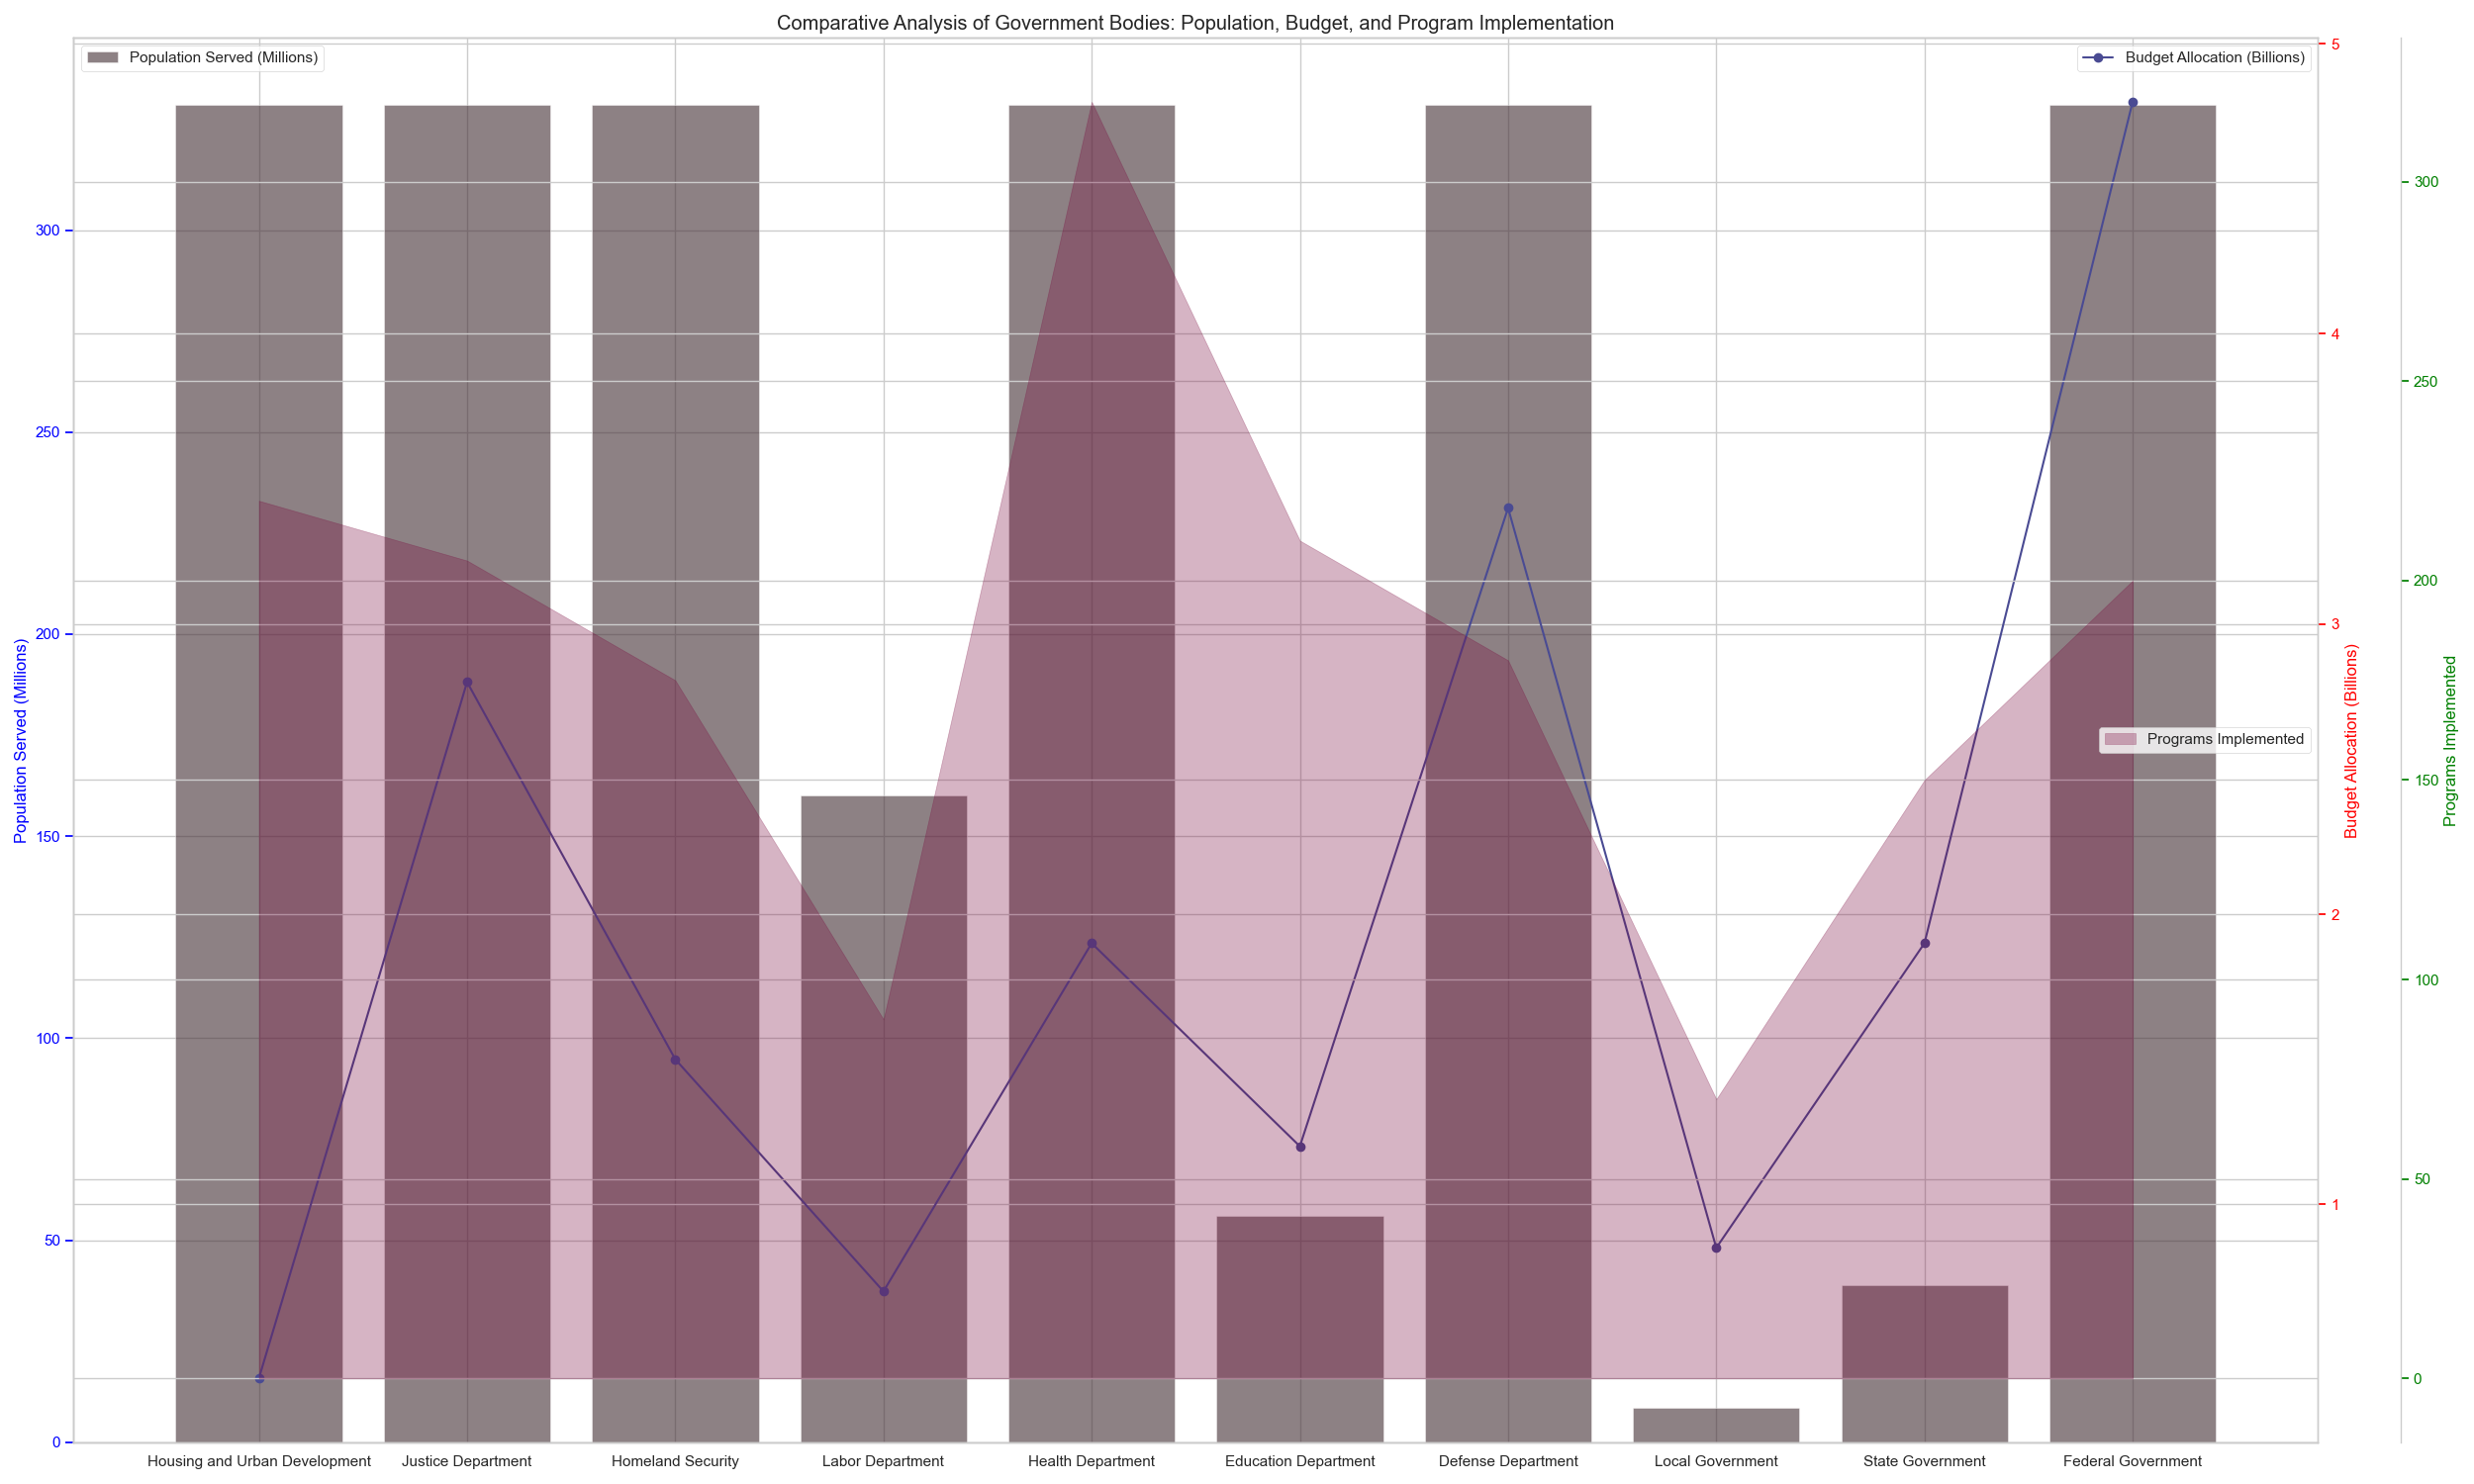 Comparative Analysis of Government Bodies: Population, Budget, and Program Implementation
Population Served (Millions)
Budget Allocation (Billions)
Programs Implemented
Population Served (Millions)
300
250
200
150
100
50
0
5
4
3
2
1
Budget Allocation (Billions)
300
250
200
150
100
50
0
Programs Implemented
Housing and Urban Development
Justice Department
Homeland Security
Labor Department
Health Department
Education Department
Defense Department
Local Government
State Government
Federal Government